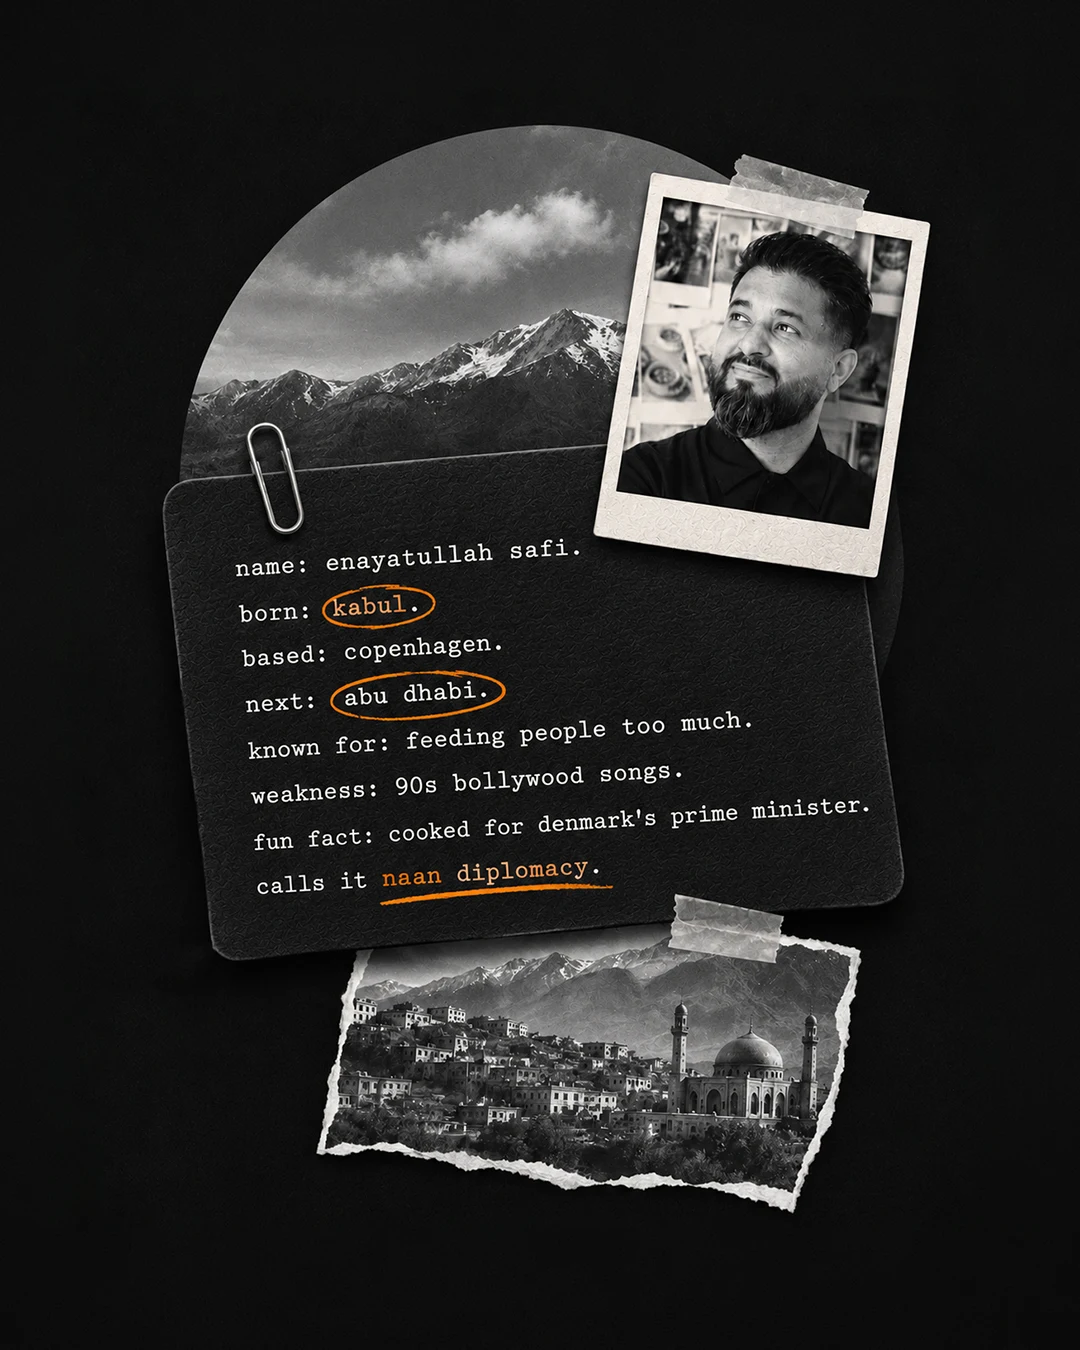 name: enayatullah safi.
born: kabul.
based: copenhagen.
next: abu dhabi.
known for: feeding people too much.
weakness: 90s bollywood songs.
fun fact: cooked for denmark's prime minister.
calls it naan diplomacy.